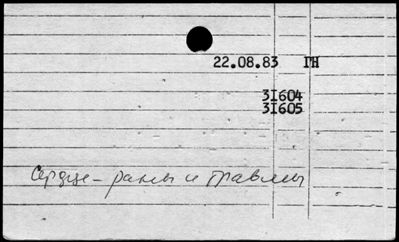 22.08.83 ГН
31604
31605
Сердце – раны и травмы